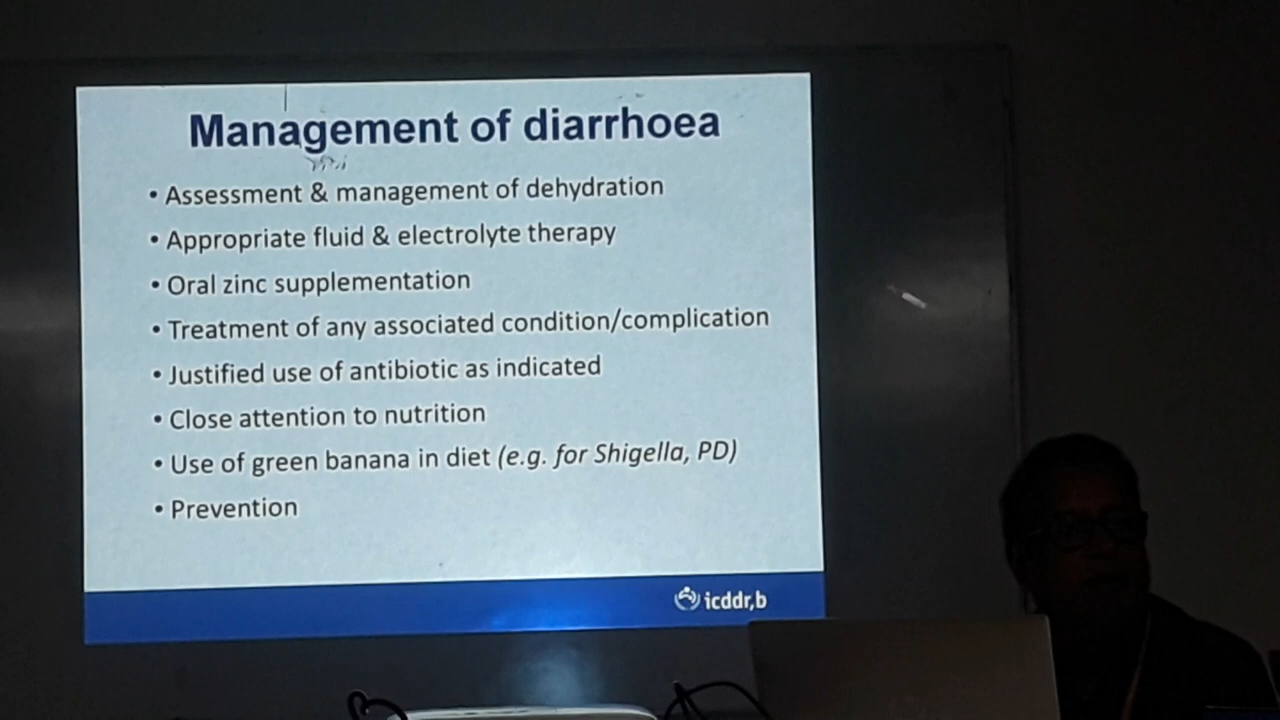 Management of diarrhoea
• Assessment & management of dehydration
• Appropriate fluid & electrolyte therapy
• Oral zinc supplementation
• Treatment of any associated condition/complication
• Justified use of antibiotic as indicated
• Close attention to nutrition
• Use of green banana in diet (e.g. for Shigella, PD)
• Prevention
icddr,b